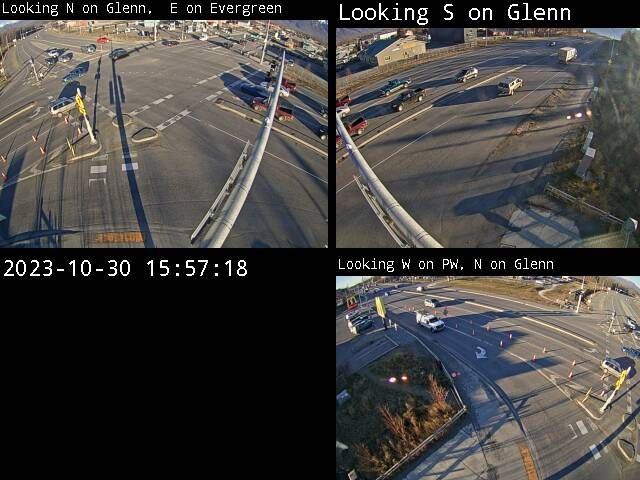 Looking N on Glenn,  E on Evergreen
Looking S on Glenn
2023-10-30 15:57:18
Looking W on PW, N on Glenn